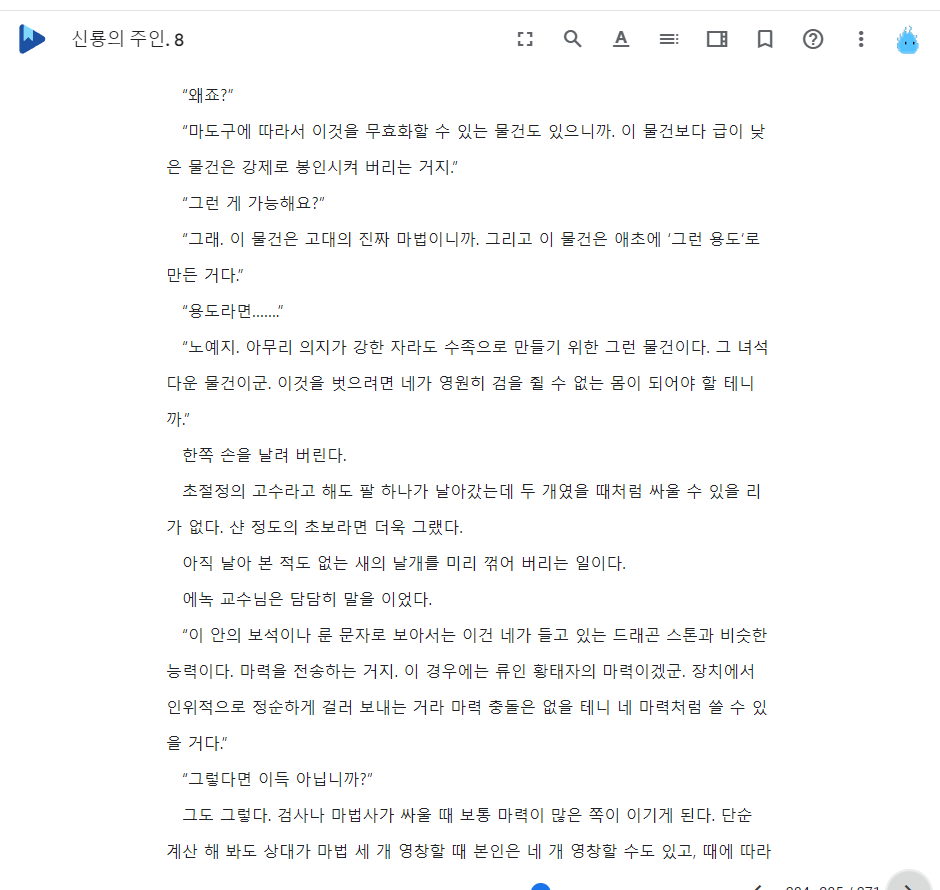 신룡의 주인. 8
“왜죠?”
“마도구에 따라서 이것을 무효화할 수 있는 물건도 있으니까. 이 물건보다 급이 낮
은 물건은 강제로 봉인시켜 버리는 거지.”
“그런 게 가능해요?”
“그래. 이 물건은 고대의 진짜 마법이니까. 그리고 이 물건은 애초에 ‘그런 용도’로
만든 거다.”
“용도라면.......”
“노예지. 아무리 의지가 강한 자라도 수족으로 만들기 위한 그런 물건이다. 그 녀석
다운 물건이군. 이것을 벗으려면 네가 영원히 검을 쥘 수 없는 몸이 되어야 할 테니
까.”
한쪽 손을 날려 버린다.
초절정의 고수라고 해도 팔 하나가 날아갔는데 두 개였을 때처럼 싸울 수 있을 리
가 없다. 샨 정도의 초보라면 더욱 그랬다.
아직 날아 본 적도 없는 새의 날개를 미리 꺾어 버리는 일이다.
에녹 교수님은 담담히 말을 이었다.
“이 안의 보석이나 룬 문자로 보아서는 이건 네가 들고 있는 드래곤 스톤과 비슷한
능력이다. 마력을 전송하는 거지. 이 경우에는 류인 황태자의 마력이겠군. 장치에서
인위적으로 정순하게 걸러 보내는 거라 마력 충돌은 없을 테니 네 마력처럼 쓸 수 있
을 거다.”
“그렇다면 이득 아닙니까?”
그도 그렇다. 검사나 마법사가 싸울 때 보통 마력이 많은 쪽이 이기게 된다. 단순
계산 해 봐도 상대가 마법 세 개 영창할 때 본인은 네 개 영창할 수도 있고, 때에 따라